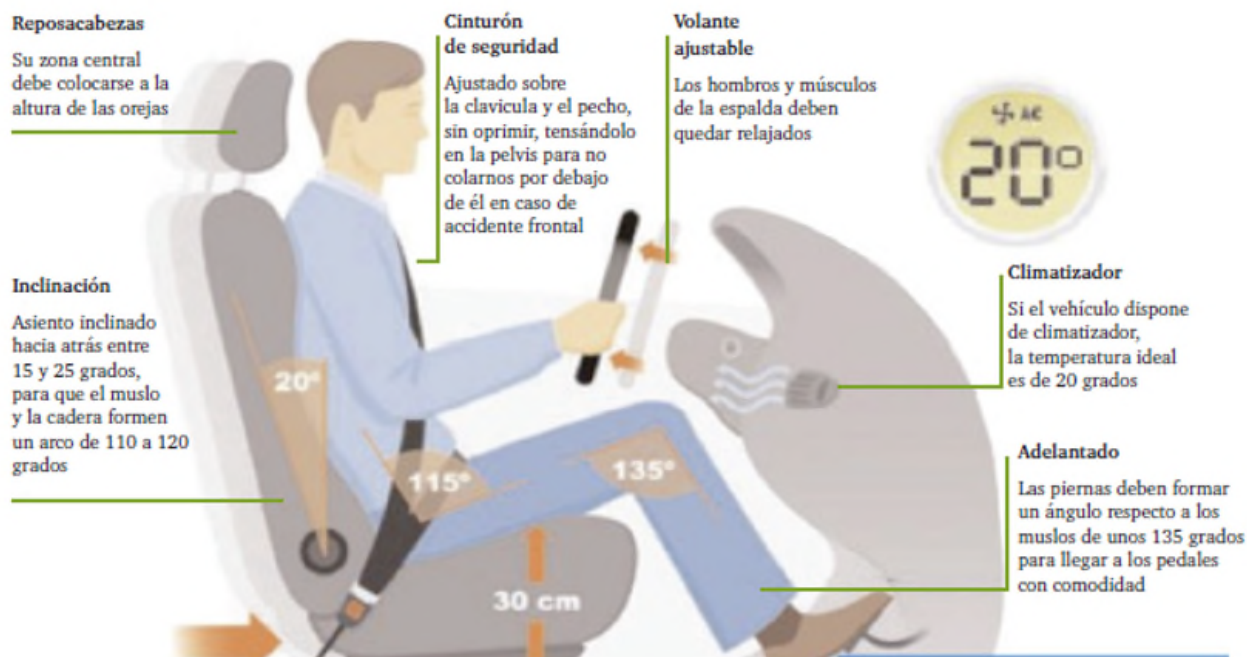 Reposacabezas
Su zona central
debe colocarse a la
altura de las orejas
Cinturón
de seguridad
Ajustado sobre
la clavicula y el pecho,
sin oprimir, tensándolo
en la pelvis para no
colarnos por debajo
de él en caso de
accidente frontal
Volante
ajustable
Los hombros y músculos
de la espalda deben
quedar relajados
AC
20°
Inclinación
Asiento inclinado
hacia atrás entre
15 y 25 grados,
para que el muslo
y la cadera formen
un arco de 110 a 120
grados
Climatizador
Si el vehículo dispone
de climatizador,
la temperatura ideal
es de 20 grados
Adelantado
Las piernas deben formar
un ángulo respecto a los
muslos de unos 135 grados
para llegar a los pedales
con comodidad
20°
115°
135°
30 cm